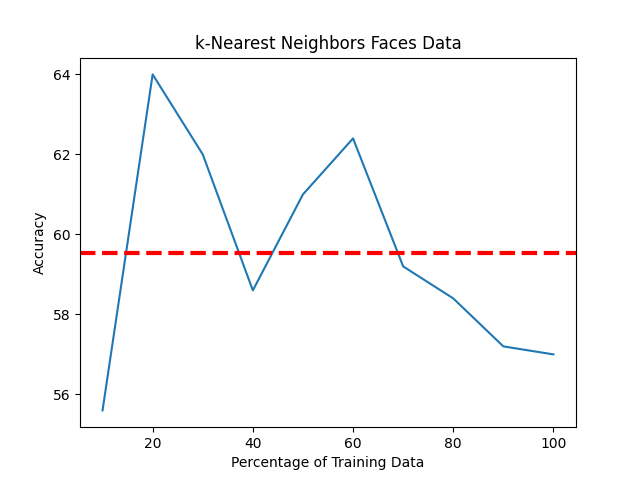 k-Nearest Neighbors Faces Data
64
62
60
58
56
Accuracy
20 40 60 80 100
Percentage of Training Data